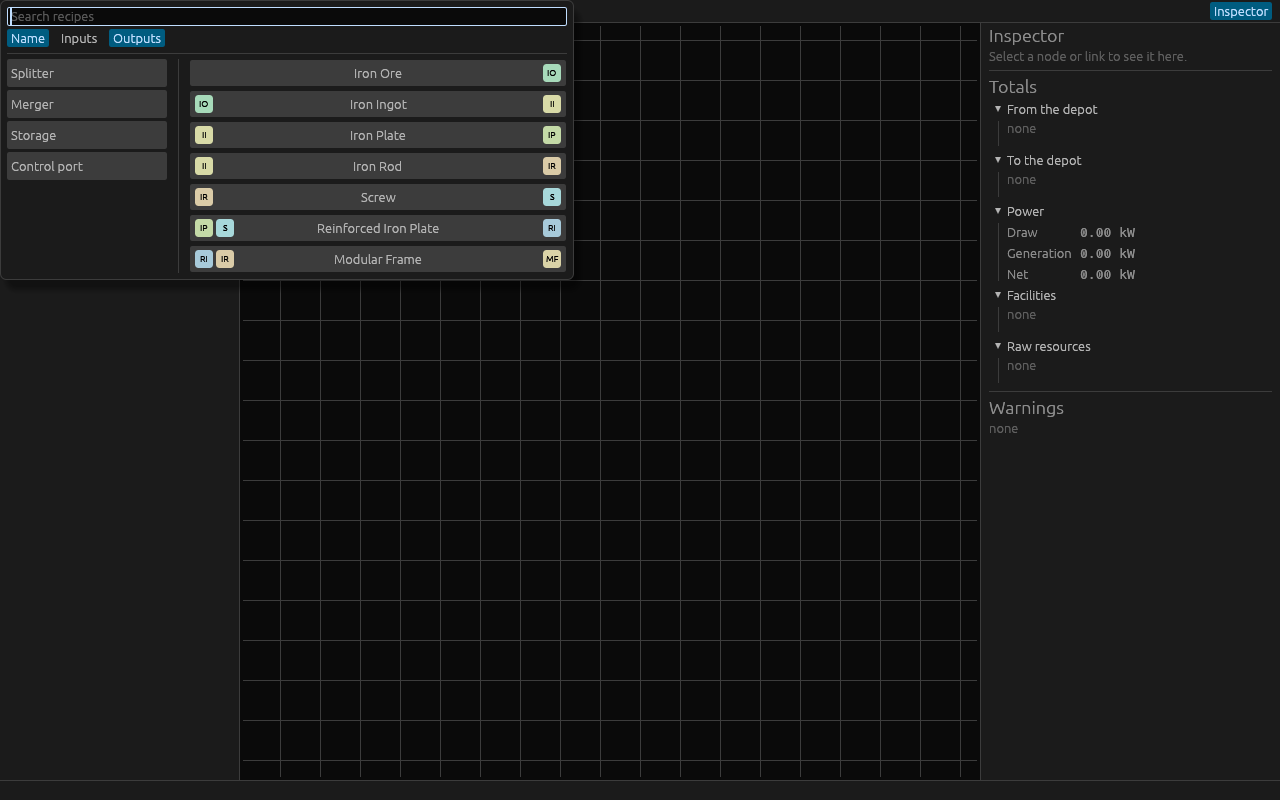 Search recipes
Inspector
Name Inputs Outputs
Splitter
Merger
Storage
Control port
Iron Ore IO
IO Iron Ingot II
II Iron Plate IP
II Iron Rod IR
IR Screw S
IP S Reinforced Iron Plate RI
RI IR Modular Frame MF
Inspector
Select a node or link to see it here.
Totals
From the depot
none
To the depot
none
Power
Draw 0.00 kW
Generation 0.00 kW
Net 0.00 kW
Facilities
none
Raw resources
none
Warnings
none